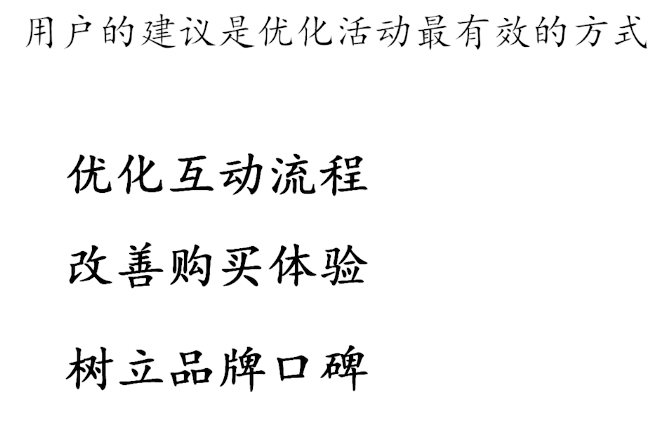 用户的建议是优化活动最有效的方式
优化互动流程
改善购买体验
树立品牌口碑